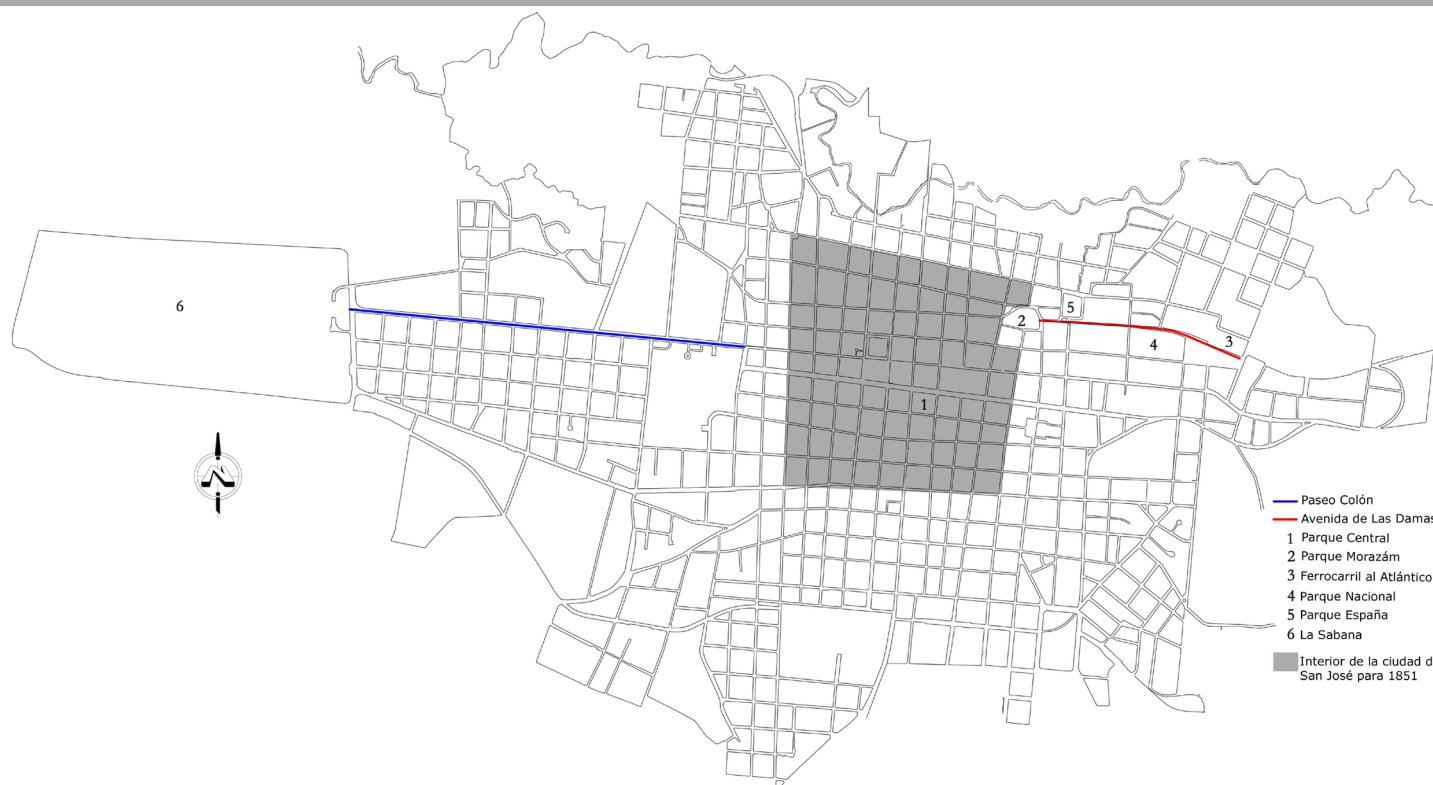 6
5
2
3
4
1
N
Paseo Colón
Avenida de Las Damas
1 Parque Central
2 Parque Morazám
3 Ferrocarril al Atlántico
4 Parque Nacional
5 Parque España
6 La Sabana
Interior de la ciudad d
San José para 1851